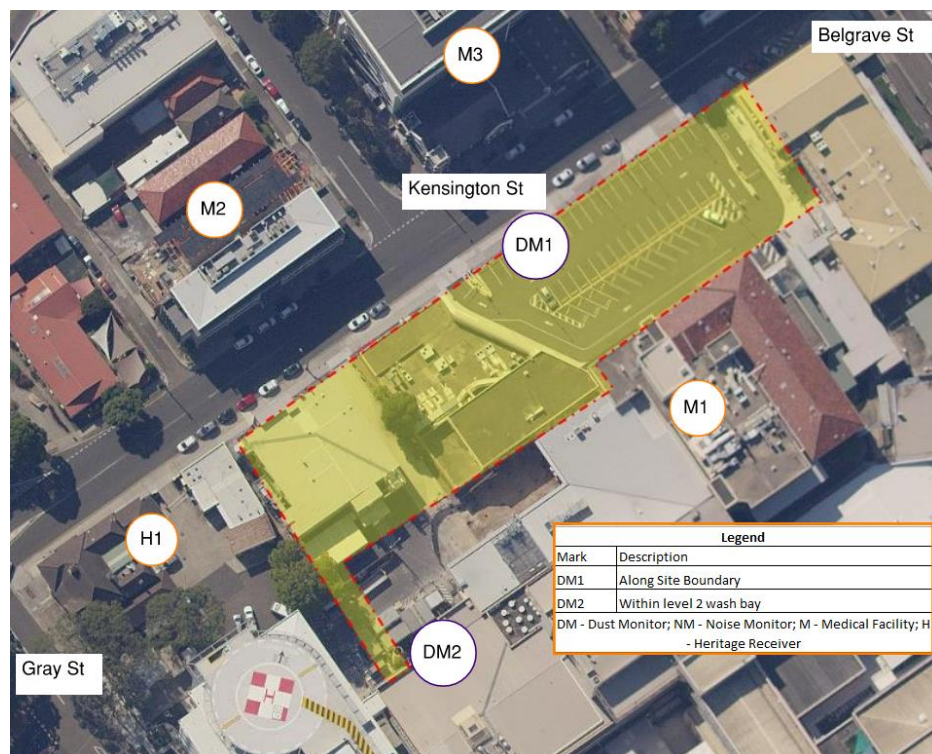 Belgrave St
M3
Kensington St
M2
DM1
M1
H1
DM2
Gray St
Legend
Mark Description
DM1 Along Site Boundary
DM2 Within level 2 wash bay
DM - Dust Monitor; NM - Noise Monitor; M - Medical Facility; H
- Heritage Receiver
H